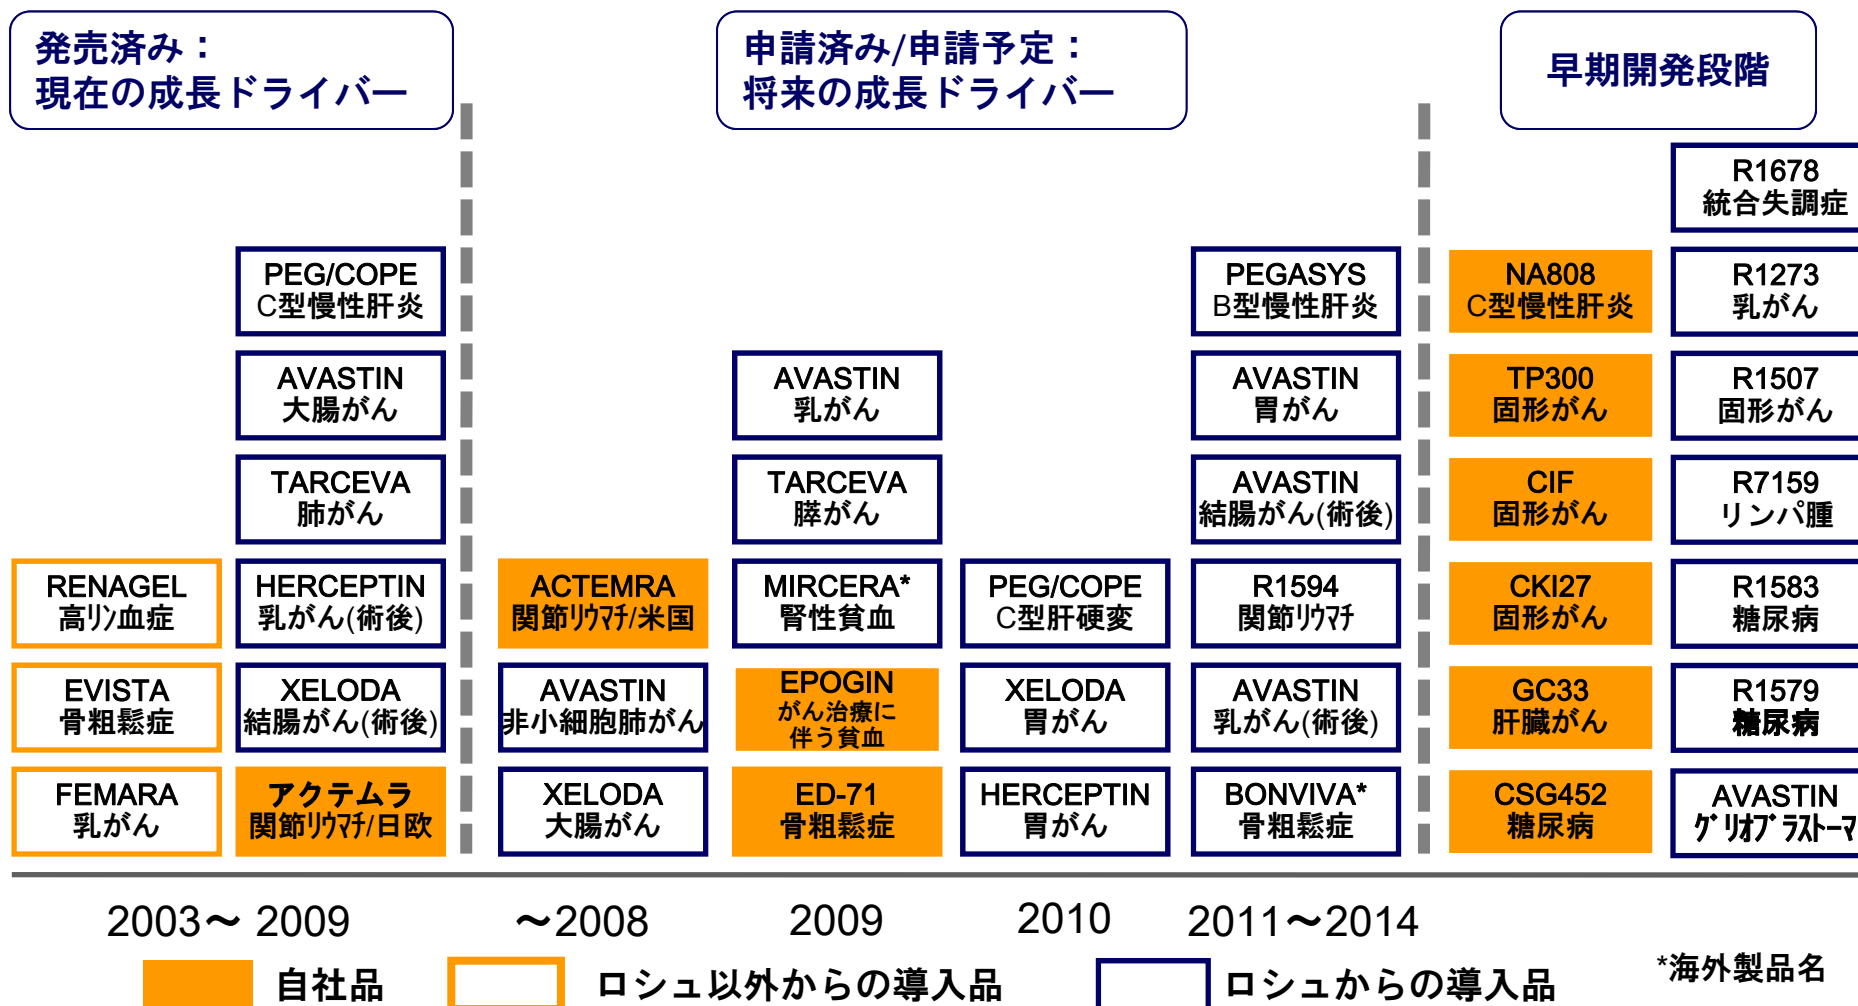 発売済み：
現在の成長ドライバー
申請済み/申請予定：
将来の成長ドライバー
早期開発段階
RENAGEL
高リン血症
EVISTA
骨粗鬆症
FEMARA
乳がん
PEG/COPE
C型慢性肝炎
AVASTIN
大腸がん
TARCEVA
肺がん
HERCEPTIN
乳がん(術後)
XELODA
結腸がん(術後)
アクテムラ
関節リウマチ/日欧
ACTEMRA
関節リウマチ/米国
AVASTIN
非小細胞肺がん
XELODA
大腸がん
AVASTIN
乳がん
TARCEVA
膵がん
MIRCERA*
腎性貧血
EPOGIN
がん治療に
伴う貧血
ED-71
骨粗鬆症
PEG/COPE
C型肝硬変
XELODA
胃がん
HERCEPTIN
胃がん
PEGASYS
B型慢性肝炎
AVASTIN
胃がん
AVASTIN
結腸がん(術後)
R1594
関節リウマチ
AVASTIN
乳がん(術後)
BONVIVA*
骨粗鬆症
NA808
C型慢性肝炎
TP300
固形がん
CIF
固形がん
CKI27
固形がん
GC33
肝臓がん
CSG452
糖尿病
R1678
統合失調症
R1273
乳がん
R1507
固形がん
R7159
リンパ腫
R1583
糖尿病
R1579
糖尿病
AVASTIN
グリオブラストーマ
2003～ 2009
～2008
2009
2010
2011～2014
自社品
ロシュ以外からの導入品
ロシュからの導入品
*海外製品名